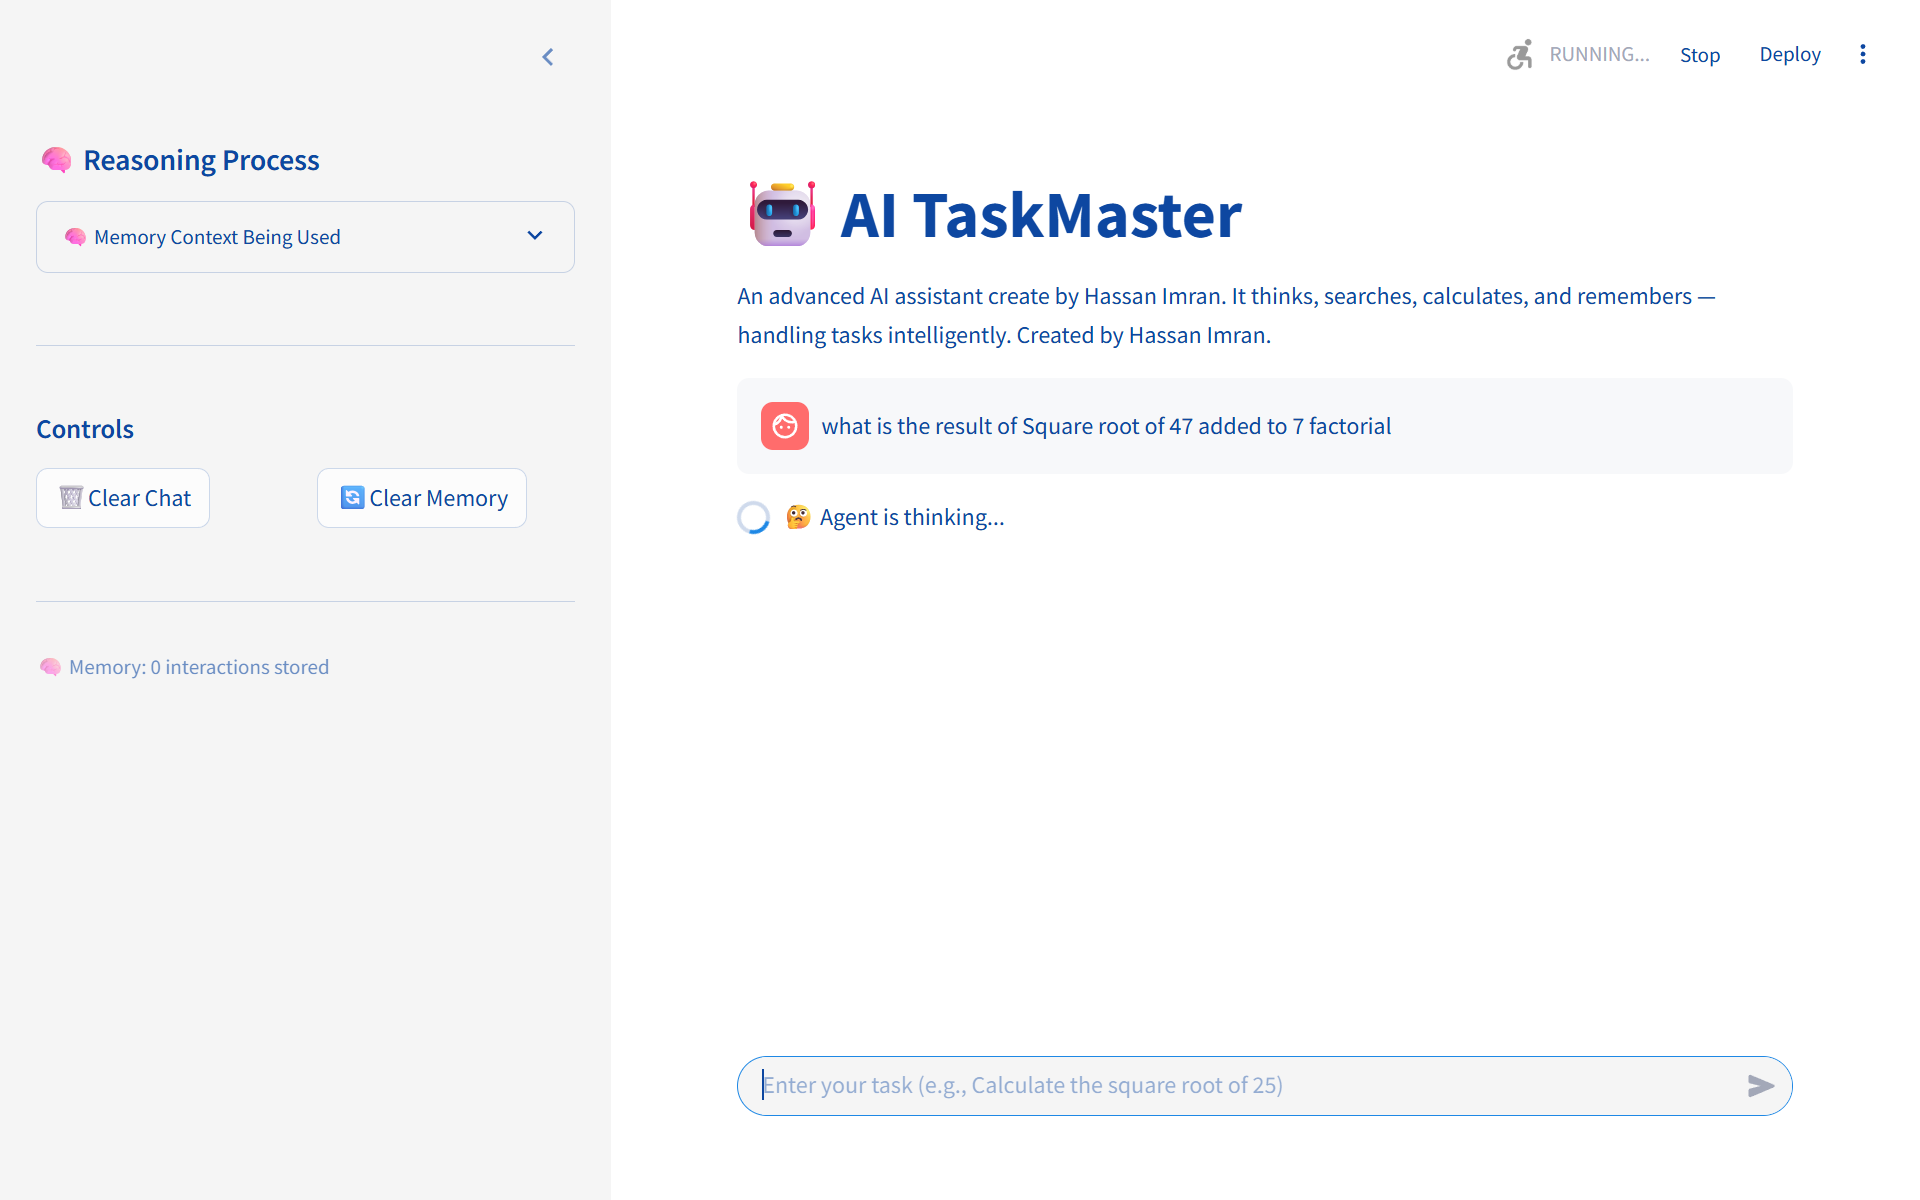 Reasoning Process
Memory Context Being Used
Controls
Clear Chat
Clear Memory
Memory: 0 interactions stored
RUNNING...
Stop
Deploy
AI TaskMaster
An advanced AI assistant create by Hassan Imran. It thinks, searches, calculates, and remembers —
handling tasks intelligently. Created by Hassan Imran.
what is the result of Square root of 47 added to 7 factorial
Agent is thinking...
Enter your task (e.g., Calculate the square root of 25)